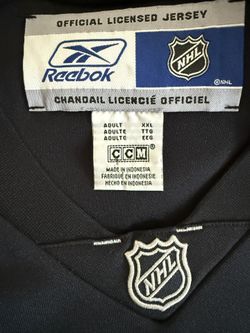 OFFICIAL LICENSED JERSEY
Reebok
NHL
©NHL
CHANDAIL LICENCIÉ OFFICIEL
ADULT XXL
ADULTE TTG
ADULTO EEG
CCM
MADE IN INDONESIA
FABRIQUÉ EN INDONÉSIE
HECHO EN INDONESIA
NHL